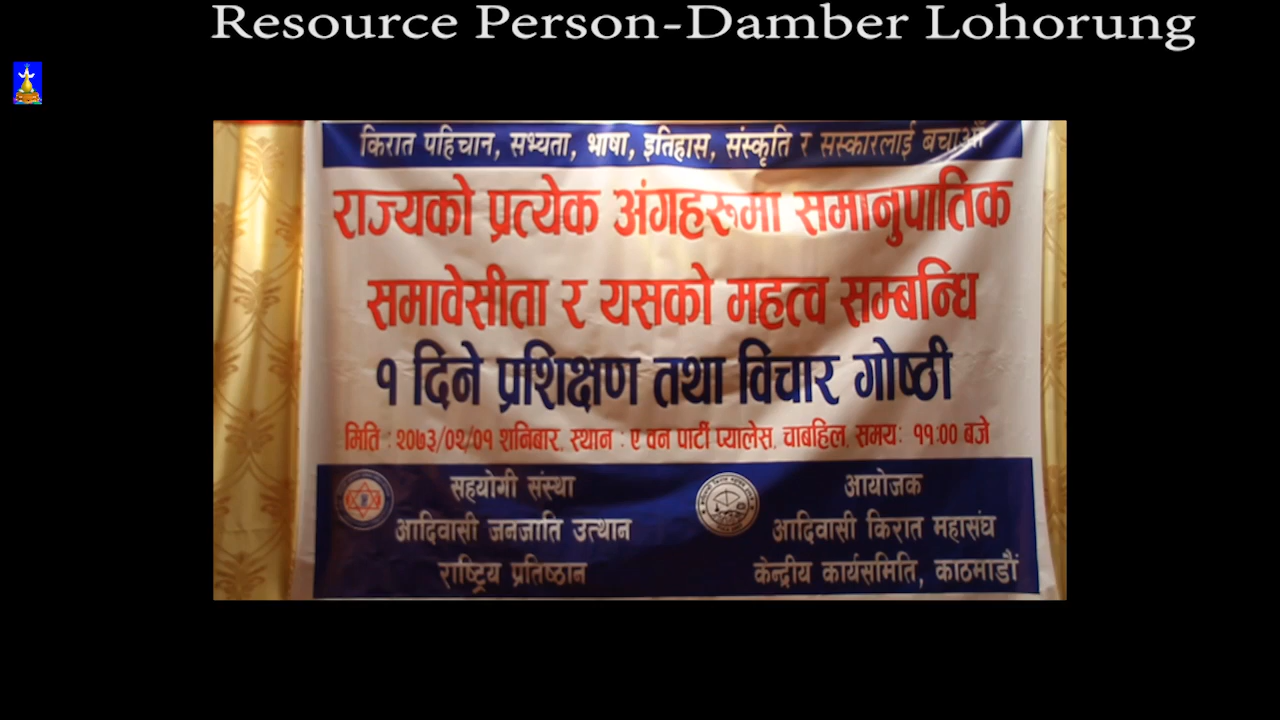 Resource Person-Damber Lohorung
किरात पहिचान, सभ्यता, भाषा, इतिहास, संस्कृति र सस्कारलाई बचाऔं
राज्यको प्रत्येक अंगहरूमा समानुपातिक
समावेसीता र यसको महत्व सम्बन्धि
१ दिने प्रशिक्षण तथा विचार गोष्ठी
मिति : २०७३/०२/०१ शनिबार, स्थान : ए वन पार्टी प्यालेस, चाबहिल, समयः ११:०० बजे
सहयोगी संस्था
आदिवासी जनजाति उत्थान
राष्ट्रिय प्रतिष्ठान
आयोजक
आदिवासी किरात महासंघ
केन्द्रीय कार्यसमिति, काठमाडौं